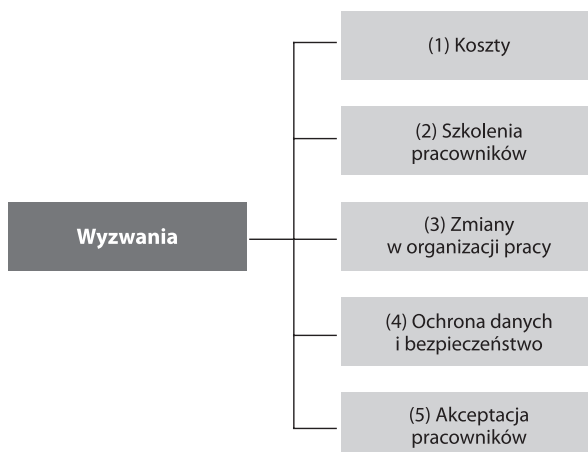 Wyzwania
(1) Koszty
(2) Szkolenia
pracowników
(3) Zmiany
w organizacji pracy
(4) Ochrona danych
i bezpieczeństwo
(5) Akceptacja
pracowników